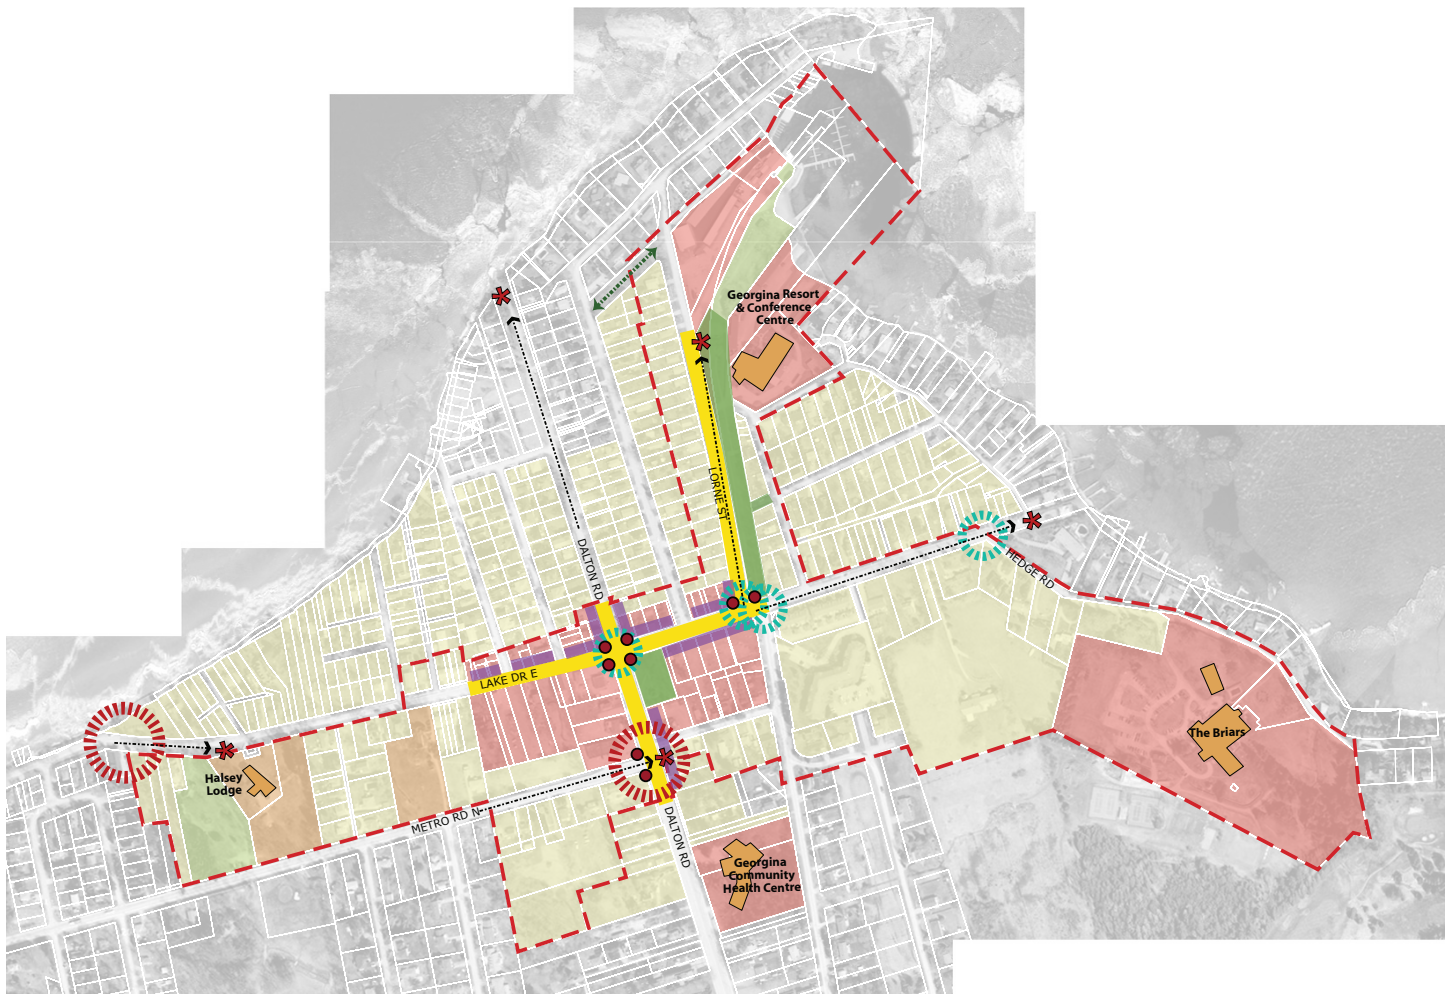 Georgina Resort
& Conference
Centre
LORNE ST
DALTON RD
HEDGE RD
LAKE DR E
The Briars
Halsey
Lodge
METRO RD N
DALTON RD
Georgina
Community
Health Centre